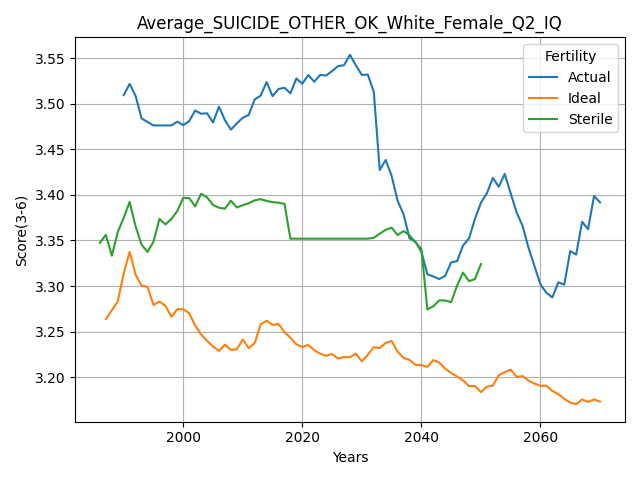 Average_SUICIDE_OTHER_OK_White_Female_Q2_IQ
Fertility
Actual
Ideal
Sterile
Score(3-6)
3.55
3.50
3.45
3.40
3.35
3.30
3.25
3.20
2000 2020 2040 2060
Years